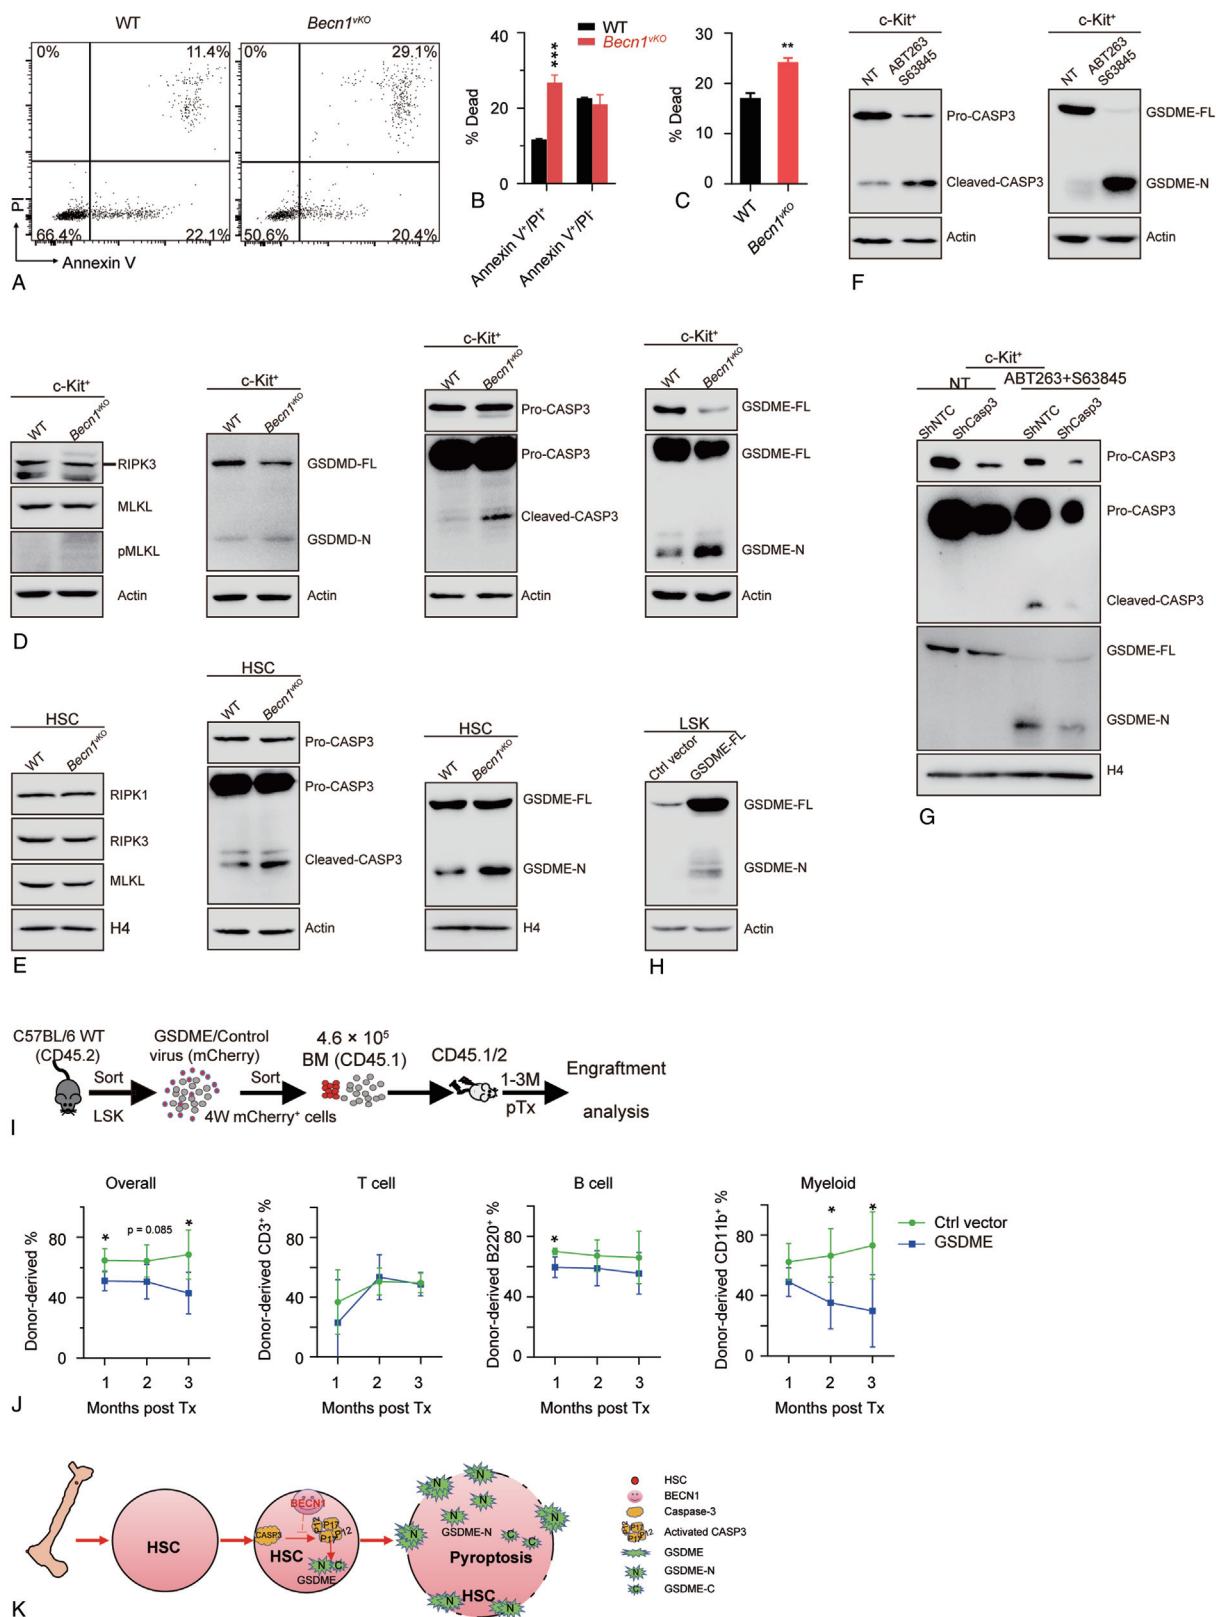 WT
Becn1vKO
0%
11.4%
66.4%
22.1%
0%
29.1%
50.6%
20.4%
PI
Annexin V
A
WT
Becn1vKO
% Dead
40
20
0
***
Annexin V+/PI+
Annexin V+/PI-
B
% Dead
30
20
10
0
**
WT
Becn1vKO
C
c-Kit+
NT
ABT263
S63845
Pro-CASP3
Cleaved-CASP3
Actin
c-Kit+
NT
ABT263
S63845
GSDME-FL
GSDME-N
Actin
F
c-Kit+
WT
Becn1vKO
RIPK3
MLKL
pMLKL
Actin
c-Kit+
WT
Becn1vKO
GSDMD-FL
GSDMD-N
Actin
c-Kit+
WT
Becn1vKO
Pro-CASP3
Pro-CASP3
Cleaved-CASP3
Actin
c-Kit+
WT
Becn1vKO
GSDME-FL
GSDME-FL
GSDME-N
Actin
D
c-Kit+
NT
ABT263+S63845
ShNTC
ShCasp3
ShNTC
ShCasp3
Pro-CASP3
Pro-CASP3
Cleaved-CASP3
GSDME-FL
GSDME-N
H4
G
HSC
WT
Becn1vKO
RIPK1
RIPK3
MLKL
H4
HSC
WT
Becn1vKO
Pro-CASP3
Pro-CASP3
Cleaved-CASP3
Actin
HSC
WT
Becn1vKO
GSDME-FL
GSDME-N
H4
E
LSK
Ctrl vector
GSDME-FL
GSDME-FL
GSDME-N
Actin
H
C57BL/6 WT
(CD45.2)
Sort
LSK
GSDME/Control
virus (mCherry)
Sort
4W mCherry+ cells
4.6 × 10⁵
BM (CD45.1)
CD45.1/2
1-3M
pTx
Engraftment
analysis
I
Overall
Donor-derived %
80
40
0
*
p = 0.085
*
1 2 3
Months post Tx
T cell
Donor-derived CD3+ %
80
40
0
1 2 3
Months post Tx
B cell
Donor-derived B220+ %
80
40
0
*
1 2 3
Months post Tx
Myeloid
Donor-derived CD11b+ %
80
40
0
*
*
1 2 3
Months post Tx
Ctrl vector
GSDME
J
HSC
BECN1
CASP3
P12
P17
P17
P12
HSC
N
C
GSDME
N
N
N
N
N
N
N
N
GSDME-N
C
C
Pyroptosis
HSC
HSC
BECN1
Caspase-3
P12
P17
P17
P12
Activated CASP3
GSDME
N
GSDME-N
C
GSDME-C
K